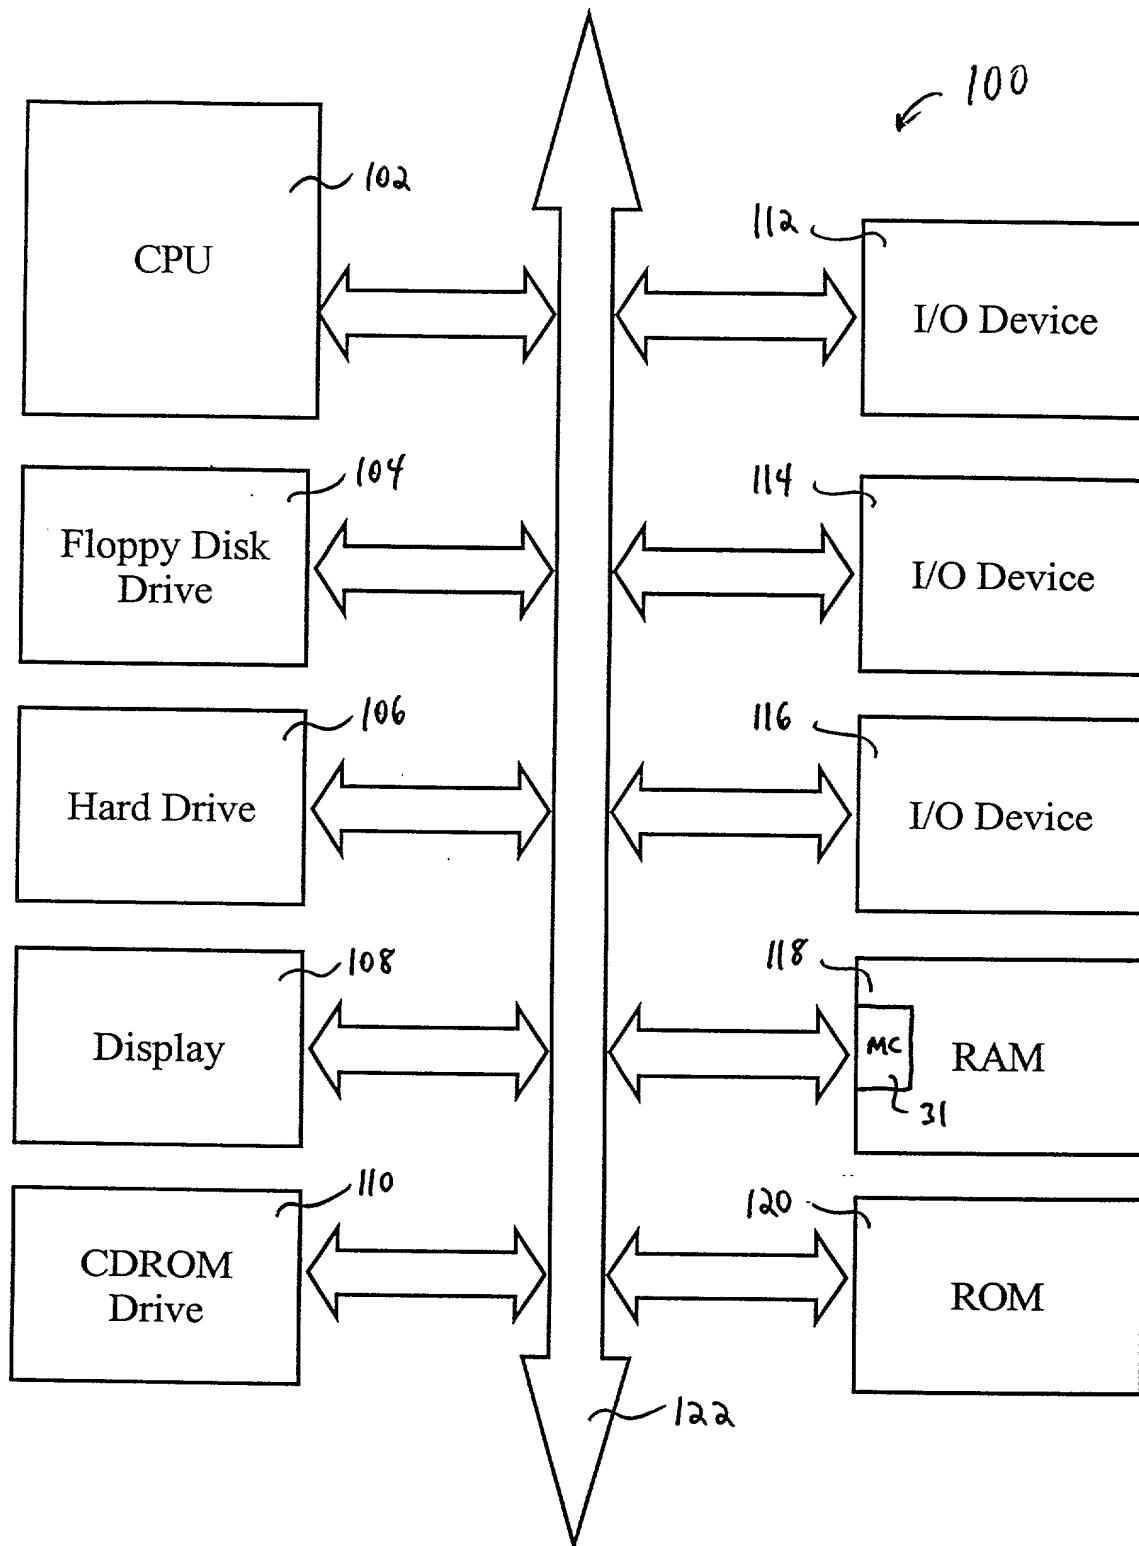 100
102
CPU
112
I/O Device
104
Floppy Disk
Drive
114
I/O Device
106
Hard Drive
116
I/O Device
108
Display
118
MC
RAM
31
110
CDROM
Drive
120
ROM
122